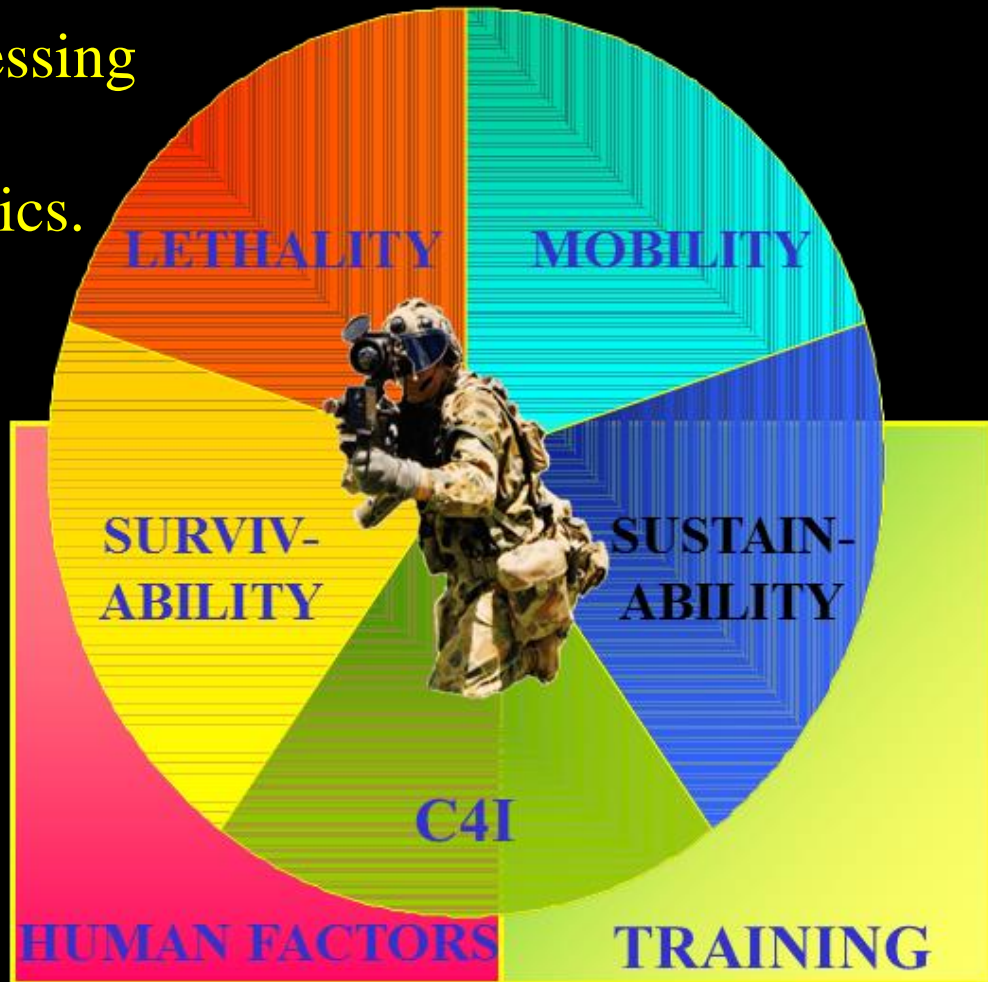 essing
ics.
LETHALITY
MOBILITY
SURVIV-
ABILITY
SUSTAIN-
ABILITY
C4I
HUMAN FACTORS
TRAINING